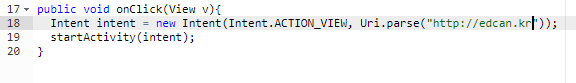 17 public void onClick(View v){
18 Intent intent = new Intent(Intent.ACTION_VIEW, Uri.parse("http://edcan.kr"));
19 startActivity(intent);
20 }